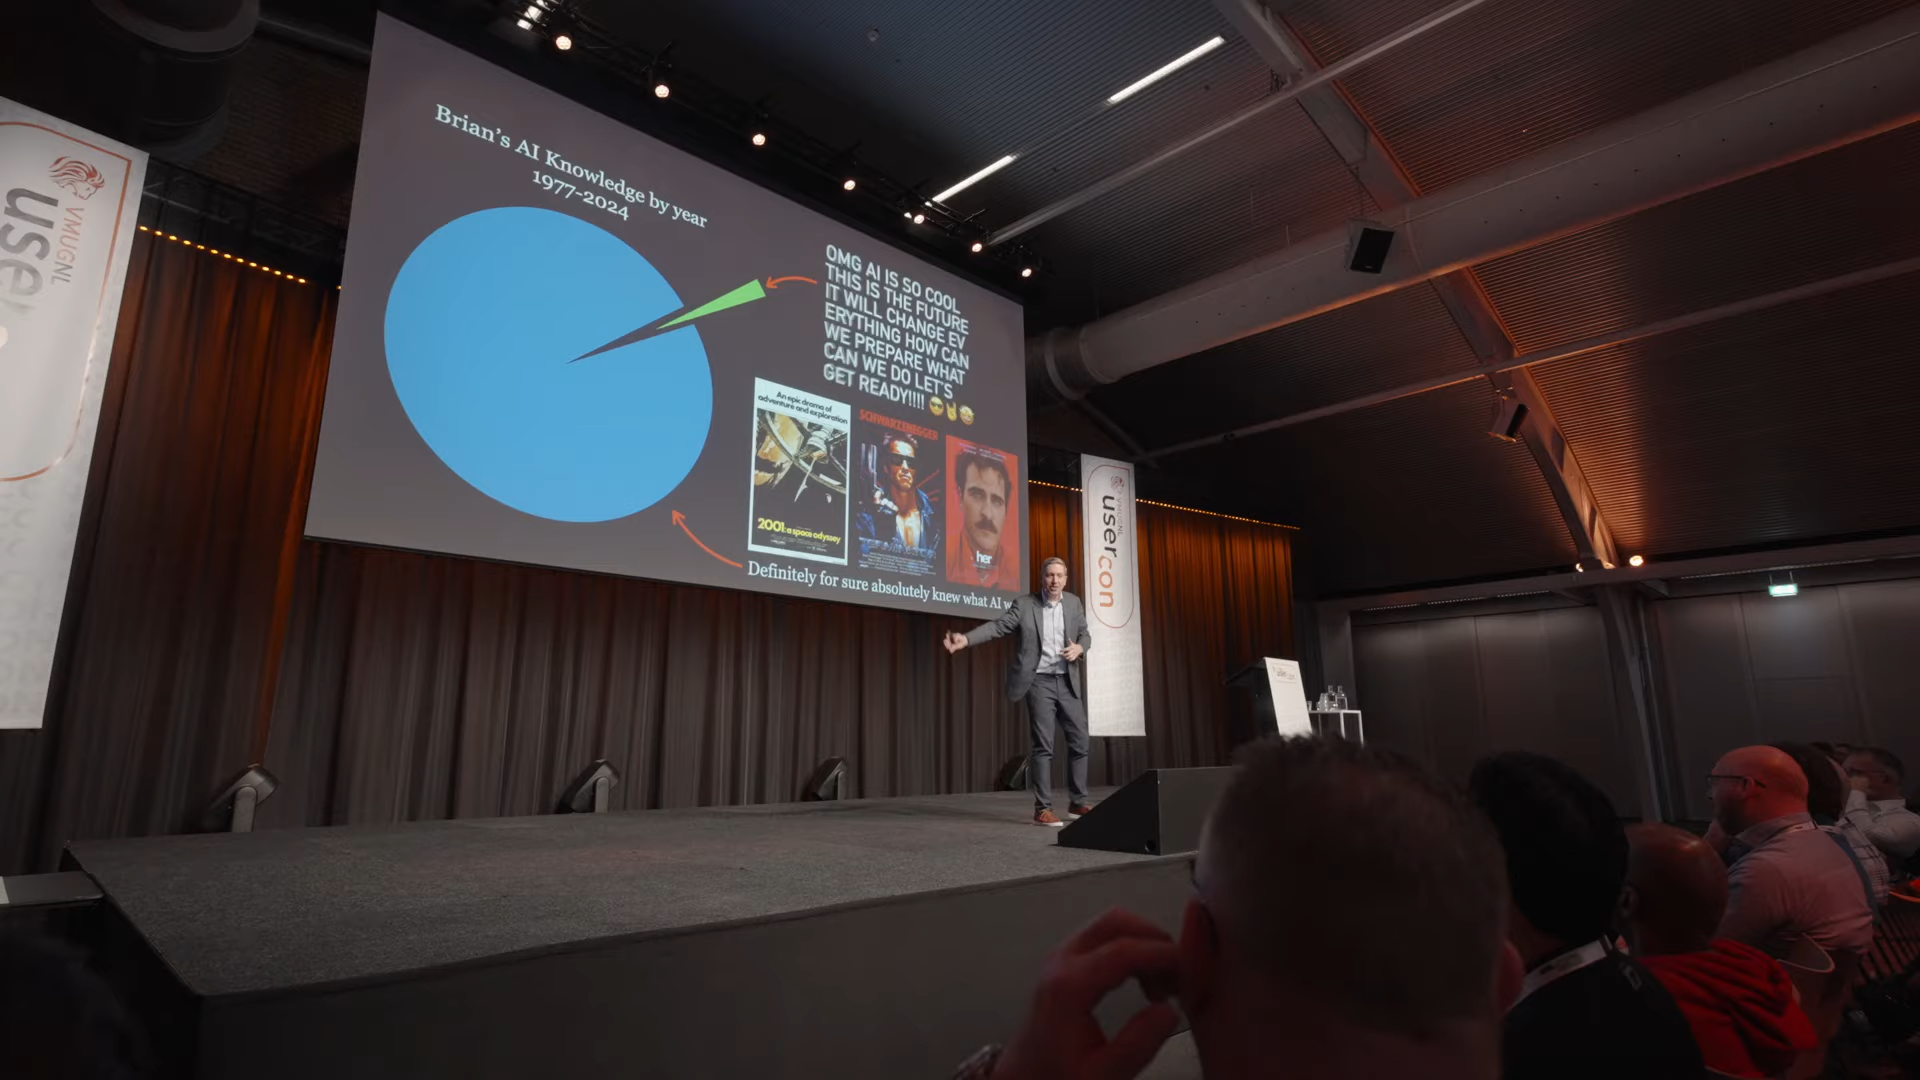 Brian's AI Knowledge by year
1977-2024
OMG AI IS SO COOL
THIS IS THE FUTURE
IT WILL CHANGE EV
ERYTHING HOW CAN
WE PREPARE WHAT
CAN WE DO LET'S
GET READY!!!! 😎🤘🤩
An epic drama of
adventure and exploration
2001: a space odyssey
SCHWARZENEGGER
her
Definitely for sure absolutely knew what AI w
VMUGNL
use
VMUGNL
usercon